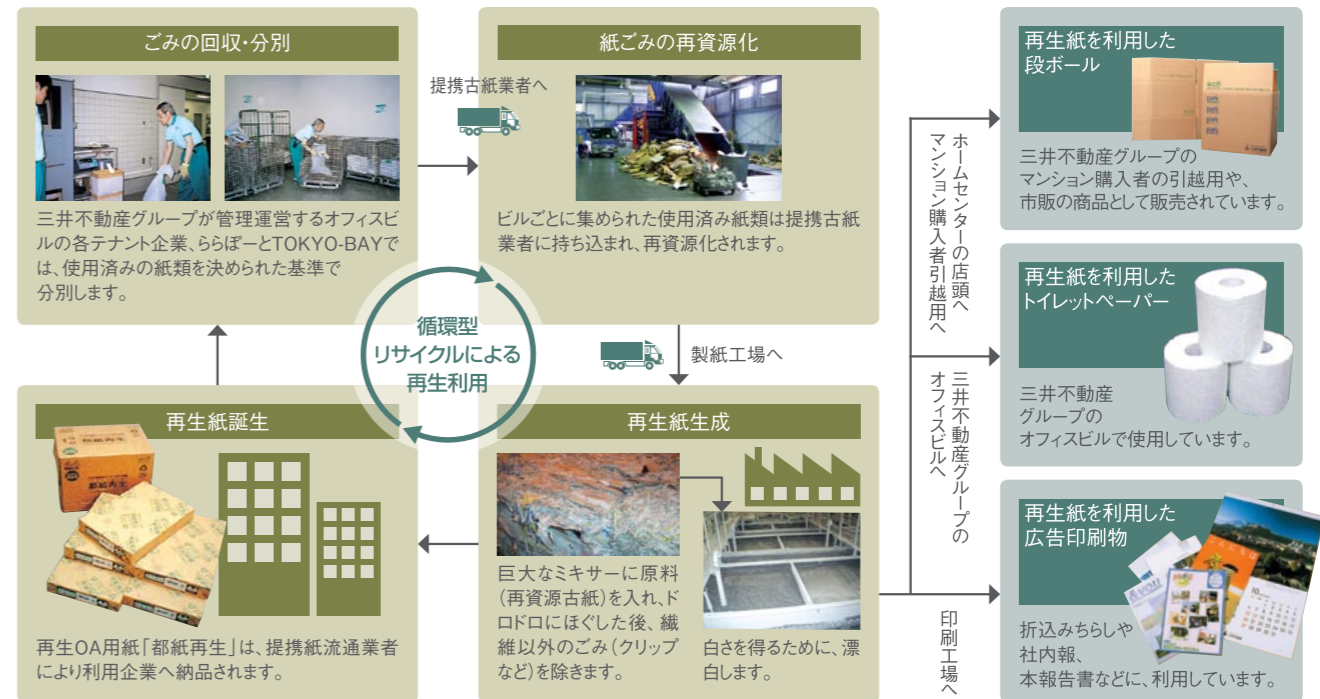 ごみの回収・分別
三井不動産グループが管理運営するオフィスビ
ルの各テナント企業、ららぽーとTOKYO-BAYで
は、使用済みの紙類を決められた基準で
分別します。
提携古紙業者へ
紙ごみの再資源化
ビルごとに集められた使用済み紙類は提携古紙
業者に持ち込まれ、再資源化されます。
循環型
リサイクルによる
再生利用
製紙工場へ
再生紙誕生
都紙再生
再生OA用紙「都紙再生」は、提携紙流通業者
により利用企業へ納品されます。
再生紙生成
巨大なミキサーに原料
(再資源古紙)を入れ、ド
ロドロにほぐした後、繊
維以外のごみ(クリップ
など)を除きます。
白さを得るために、漂
白します。
ホームセンターの店頭へ
マンション購入者引越用へ
三井不動産グループの
オフィスビルへ
印刷工場へ
再生紙を利用した
段ボール
三井不動産グループの
マンション購入者の引越用や、
市販の商品として販売されています。
再生紙を利用した
トイレットペーパー
三井不動産
グループの
オフィスビルで使用しています。
再生紙を利用した
広告印刷物
折込みちらしや
社内報、
本報告書などに、利用しています。